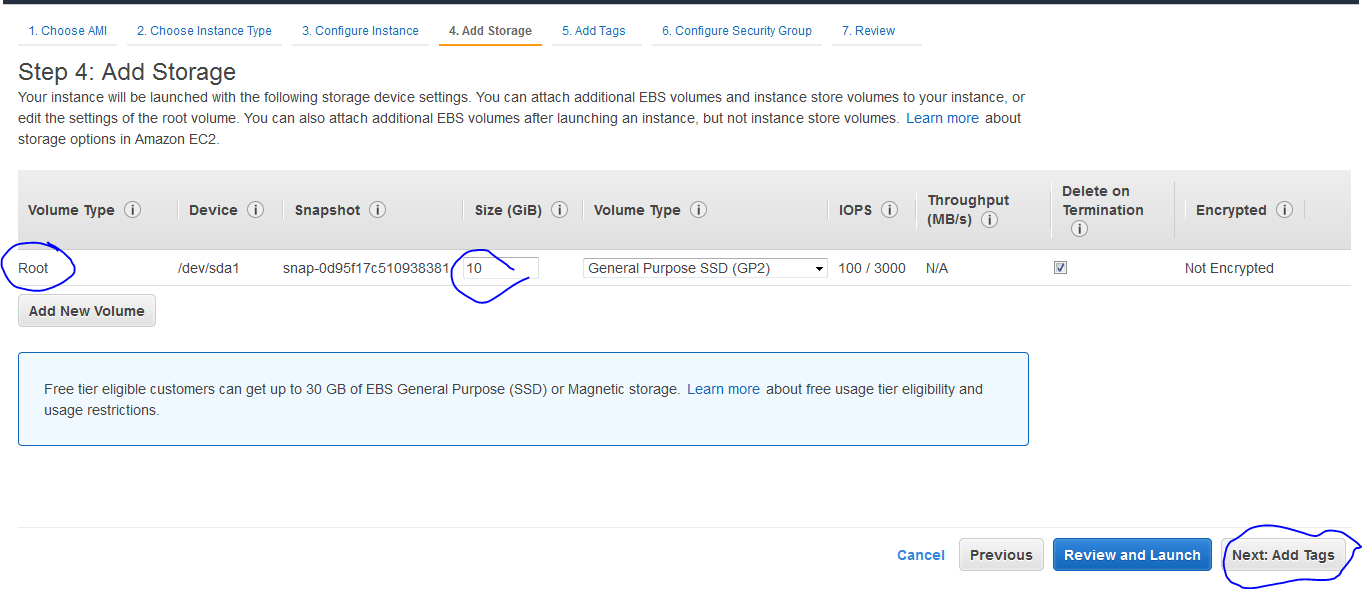 1. Choose AMI 2. Choose Instance Type 3. Configure Instance 4. Add Storage 5. Add Tags 6. Configure Security Group 7. Review
Step 4: Add Storage
Your instance will be launched with the following storage device settings. You can attach additional EBS volumes and instance store volumes to your instance, or
edit the settings of the root volume. You can also attach additional EBS volumes after launching an instance, but not instance store volumes. Learn more about
storage options in Amazon EC2.
Volume Type i Device i Snapshot i Size (GiB) i Volume Type i IOPS i Throughput (MB/s) i Delete on Termination i Encrypted i
Root /dev/sda1 snap-0d95f17c510938381 10 General Purpose SSD (GP2) 100 / 3000 N/A Not Encrypted
Add New Volume
Free tier eligible customers can get up to 30 GB of EBS General Purpose (SSD) or Magnetic storage. Learn more about free usage tier eligibility and
usage restrictions.
Cancel Previous Review and Launch Next: Add Tags